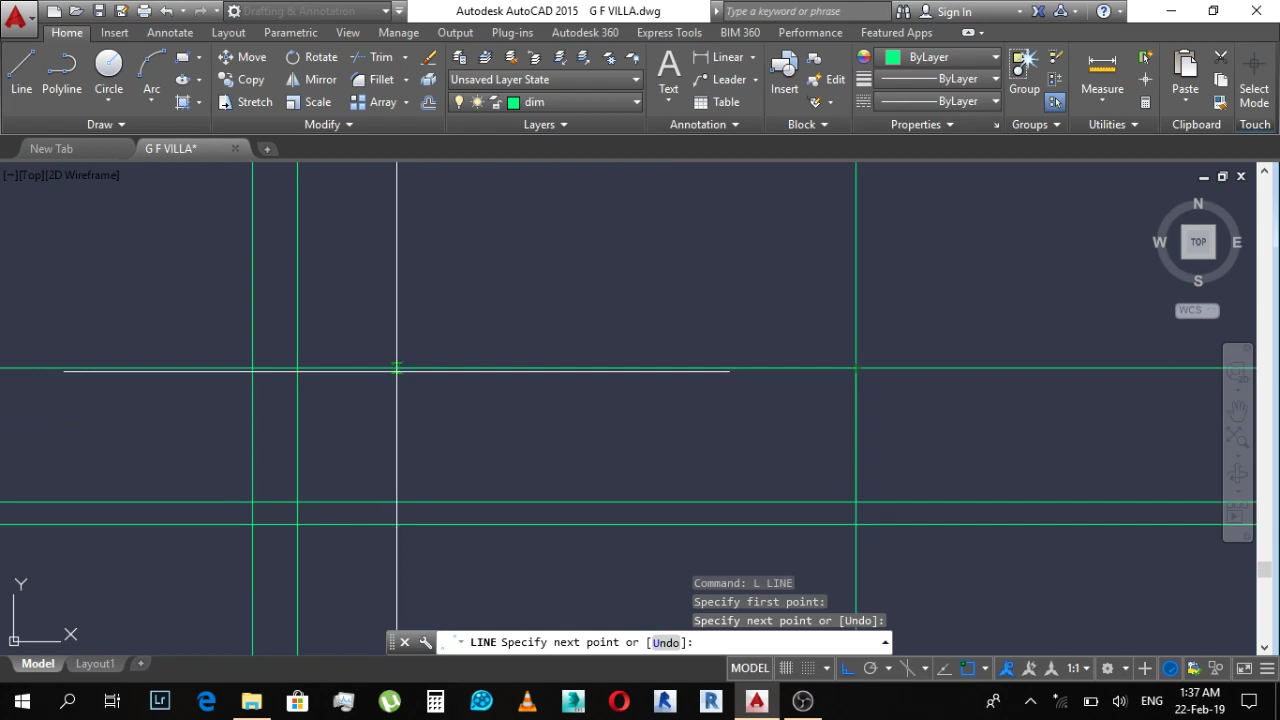 Drafting & Annotation
Autodesk AutoCAD 2015 G F VILLA.dwg
Type a keyword or phrase
Sign In
Home Insert Annotate Layout Parametric View Manage Output Plug-ins Autodesk 360 Express Tools BIM 360 Performance Featured Apps
Line
Polyline
Circle
Arc
Draw
Move
Rotate
Trim
Copy
Mirror
Fillet
Stretch
Scale
Array
Modify
Unsaved Layer State
dim
Layers
Text
Linear
Leader
Table
Annotation
Insert
Edit
Block
ByLayer
ByLayer
ByLayer
Properties
Group
Groups
Measure
Utilities
Paste
Clipboard
Select
Mode
Touch
New Tab
G F VILLA*
[−][Top][2D Wireframe]
N
W TOP E
S
WCS
Command: L LINE
Specify first point:
Specify next point or [Undo]:
LINE Specify next point or [Undo]:
Y
X
Model Layout1
MODEL
1:1
Lr
ENG
1:37 AM
22-Feb-19